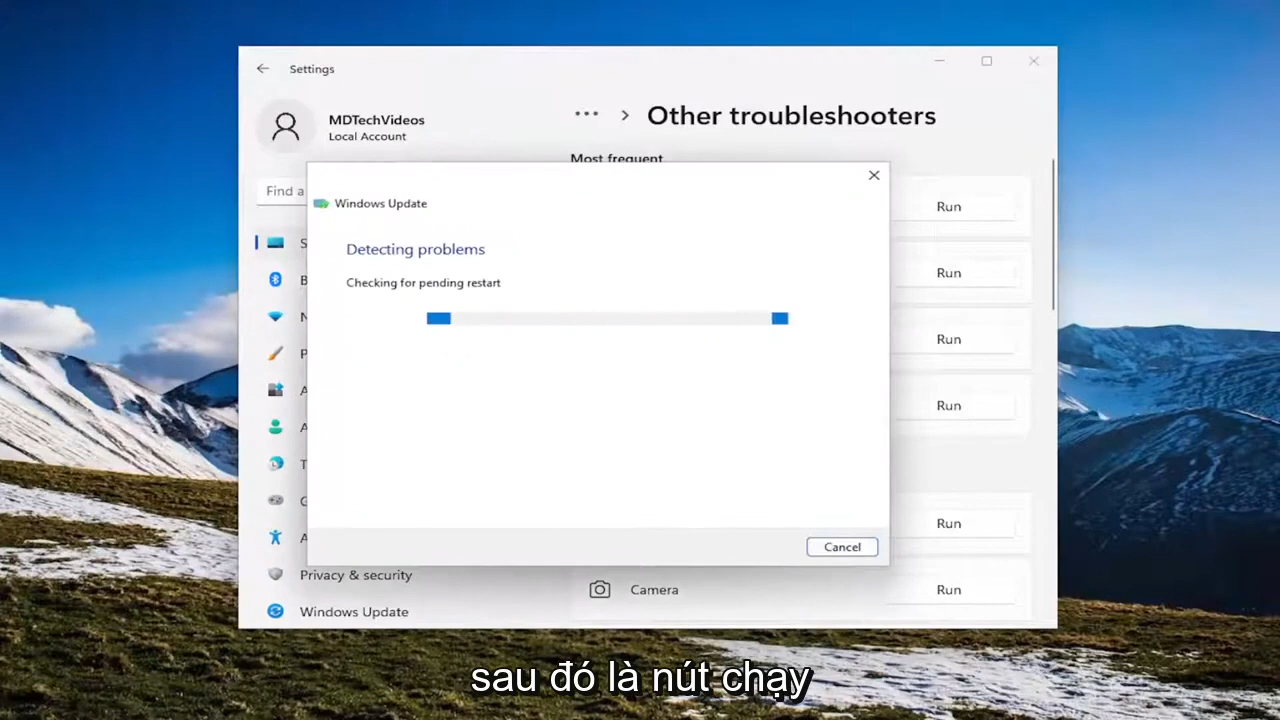 Settings
MDTechVideos
Local Account
... > Other troubleshooters
Most frequent
Find a
Run
Windows Update
Detecting problems
Checking for pending restart
S
Run
B
N
Run
P
A
Run
A
T
G
Run
A
Cancel
Privacy & security
Camera
Run
Windows Update
sau đó là nút chạy